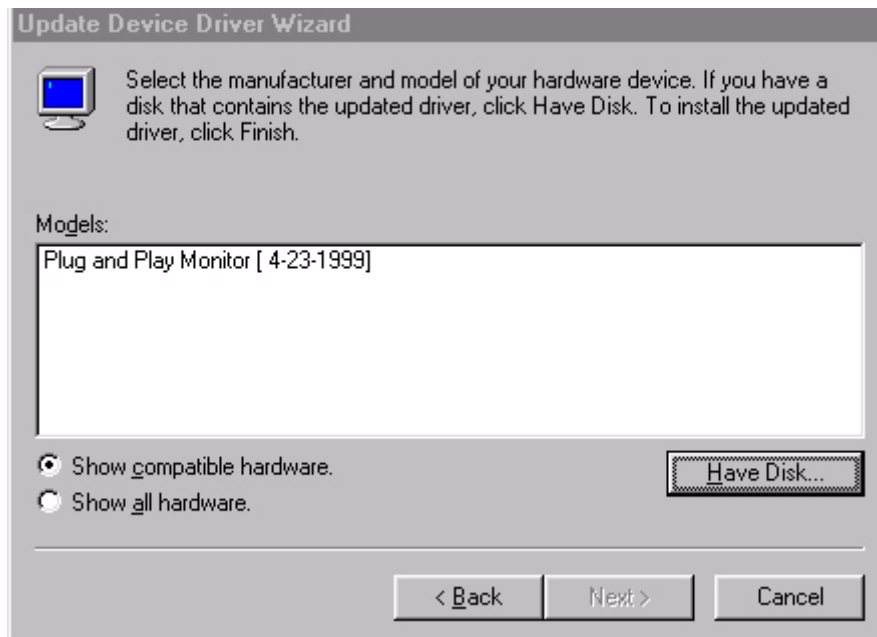 Update Device Driver Wizard
Select the manufacturer and model of your hardware device. If you have a
disk that contains the updated driver, click Have Disk. To install the updated
driver, click Finish.
Models:
Plug and Play Monitor [ 4-23-1999]
Show compatible hardware.
Have Disk...
Show all hardware.
< Back
Next >
Cancel